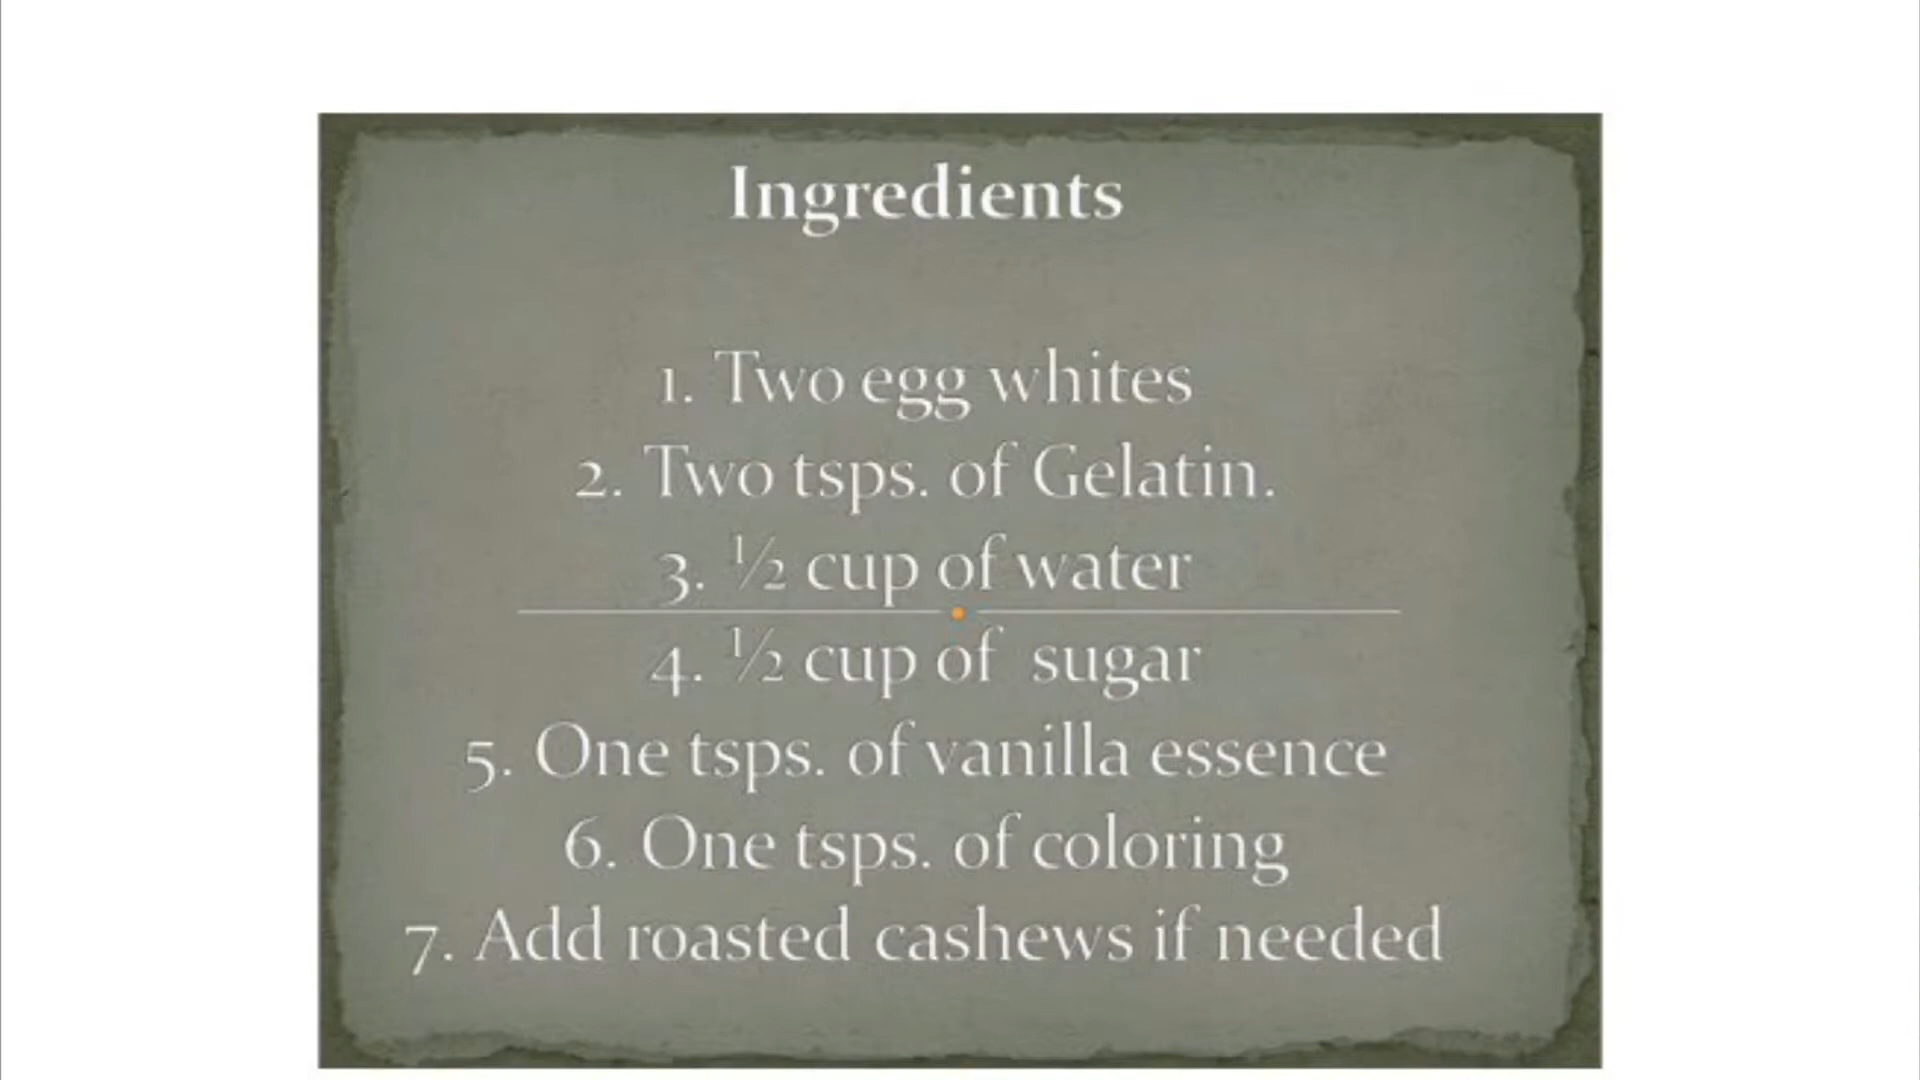 Ingredients
1. Two egg whites
2. Two tsps. of Gelatin.
3. ½ cup of water
4. ½ cup of  sugar
5. One tsps. of vanilla essence
6. One tsps. of coloring
7. Add roasted cashews if needed